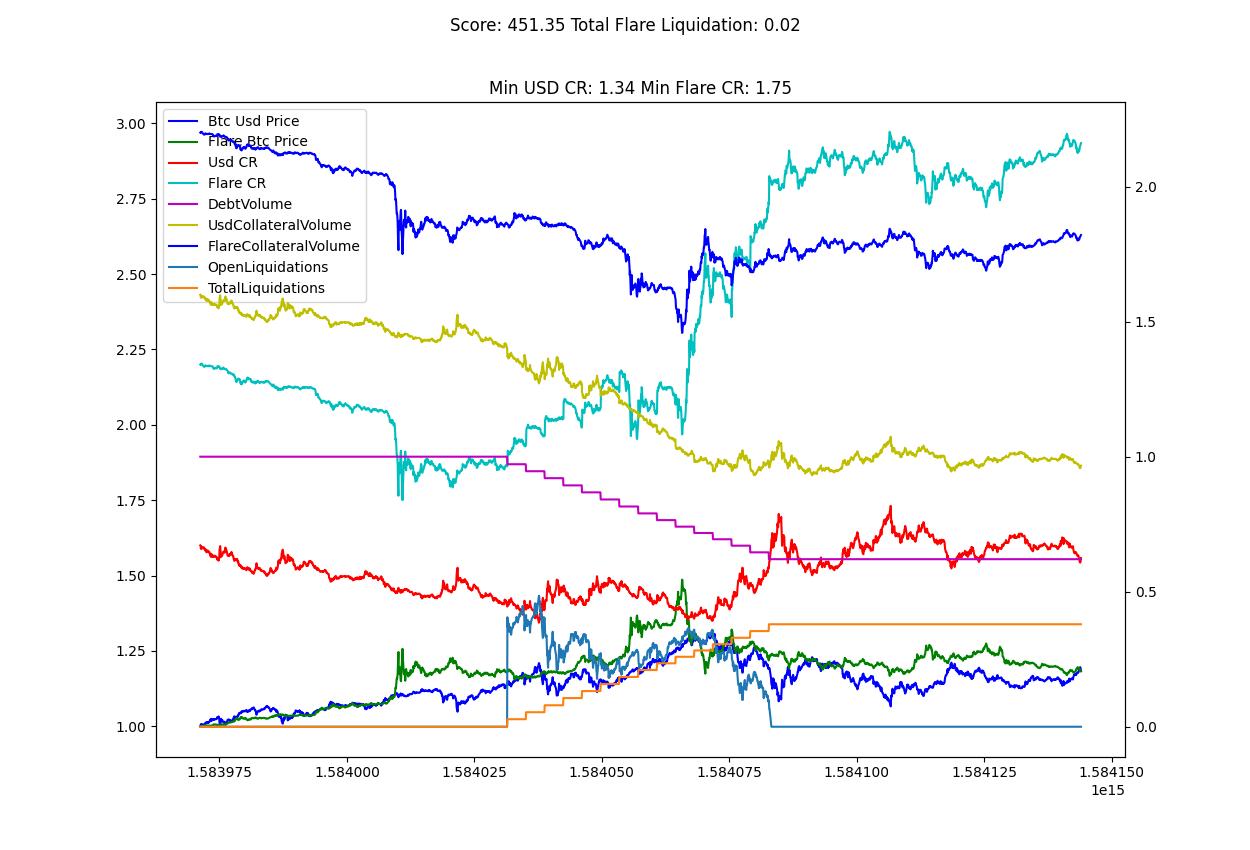 Score: 451.35 Total Flare Liquidation: 0.02
Min USD CR: 1.34 Min Flare CR: 1.75
3.00
2.75
2.50
2.25
2.00
1.75
1.50
1.25
1.00
Btc Usd Price
Flare Btc Price
Usd CR
Flare CR
DebtVolume
UsdCollateralVolume
FlareCollateralVolume
OpenLiquidations
TotalLiquidations
2.0
1.5
1.0
0.5
0.0
1.583975 1.584000 1.584025 1.584050 1.584075 1.584100 1.584125 1.584150
1e15